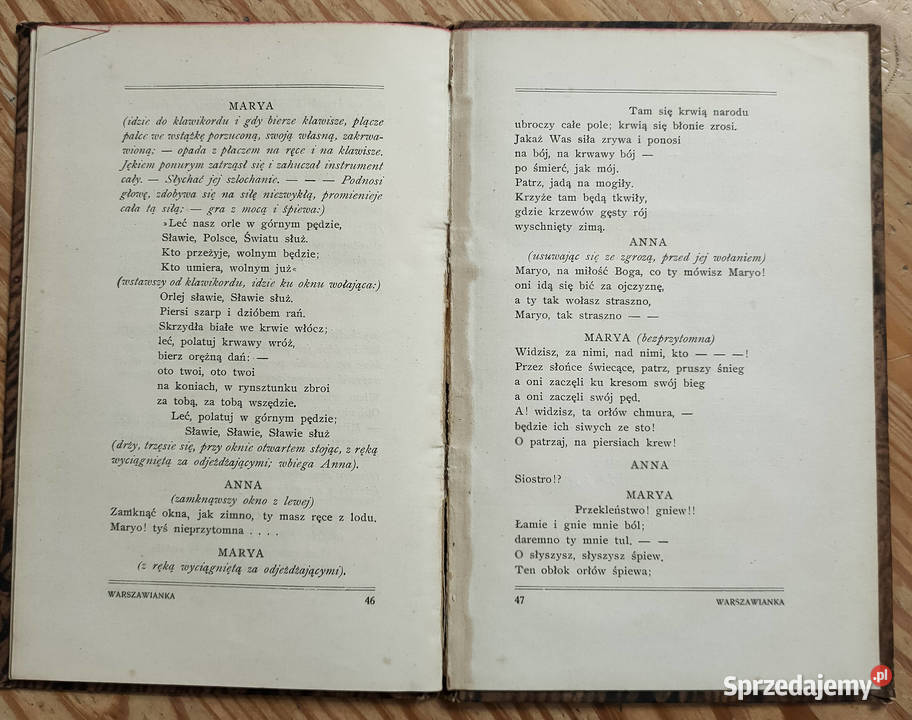 MARYA
(idzie do klawikordu i gdy bierze klawisze, plącze
palce we wstążkę porzuconą, swoją własną, zakrwa-
wioną: — opada z płaczem na ręce i na klawisze.
Jękiem ponurym zatrząsł się i zahuczał instrument
cały. — Słychać jej szlochanie. — — — Podnosi
głowę, zdobywa się na siłę niezwykłą, promienieje
cała tą siłą: — gra z mocą i śpiewa:)
»Leć nasz orle w górnym pędzie,
Sławie, Polsce, Światu służ.
Kto przeżyje, wolnym będzie;
Kto umiera, wolnym już«
(wstawszy od klawikordu, idzie ku oknu wołająca:)
Orlej sławie, Sławie służ.
Piersi szarp i dzióbem rań.
Skrzydła białe we krwie włócz;
leć, polatuj krwawy wróż,
bierz orężną dań: —
oto twoi, oto twoi
na koniach, w rynsztunku zbroi
za tobą, za tobą wszędzie.
Leć, polatuj w górnym pędzie;
Sławie, Sławie, Sławie służ
(drży, trzęsie się, przy oknie otwartem stojąc, z ręką
wyciągniętą za odjeżdżającymi; wbiega Anna).
ANNA
(zamknąwszy okno z lewej)
Zamknąć okna, jak zimno, ty masz ręce z lodu.
Maryo! tyś nieprzytomna . . . .
MARYA
(z ręką wyciągniętą za odjeżdżającymi).
WARSZAWIANKA 46
Tam się krwią narodu
ubroczy całe pole; krwią się błonie zrosi.
Jakaż Was siła zrywa i ponosi
na bój, na krwawy bój —
po śmierć, jak mój.
Patrz, jadą na mogiły.
Krzyże tam będą tkwiły,
gdzie krzewów gęsty rój
wyschnięty zimą.
ANNA
(usuwając się ze zgrozą, przed jej wołaniem)
Maryo, na miłość Boga, co ty mówisz Maryo!
oni idą się bić za ojczyznę,
a ty tak wołasz straszno,
Maryo, tak straszno — —
MARYA (bezprzytomna)
Widzisz, za nimi, nad nimi, kto — — —!
Przez słońce świecące, patrz, pruszy śnieg
a oni zaczęli ku kresom swój bieg
a oni zaczęli swój pęd.
A! widzisz, ta orłów chmura, —
będzie ich siwych ze sto!
O patrzaj, na piersiach krew!
ANNA
Siostro!?
MARYA
Przekleństwo! gniew!!
Łamie i gnie mnie ból;
daremno ty mnie tul. — —
O słyszysz, słyszysz śpiew.
Ten obłok orłów śpiewa;
47 WARSZAWIANKA
Sprzedajemy.pl